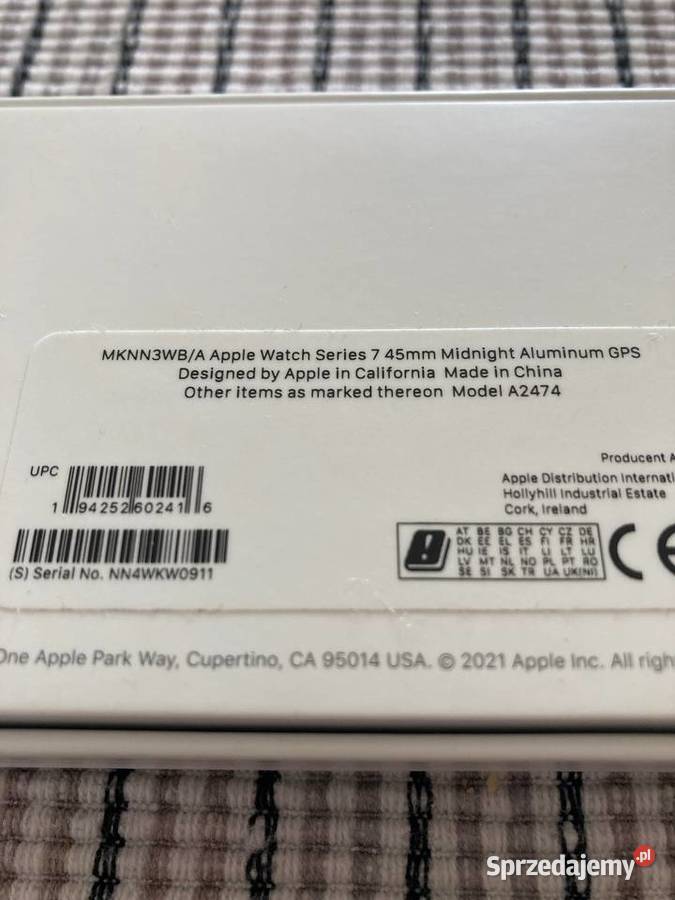 MKNN3WB/A Apple Watch Series 7 45mm Midnight Aluminum GPS
Designed by Apple in California Made in China
Other items as marked thereon Model A2474
UPC
1 94252 60241 6
(S) Serial No. NN4WKW0911
Producent A
Apple Distribution Internati
Hollyhill Industrial Estate
Cork, Ireland
AT BE BG CH CY CZ DE
DK EE EL ES FI FR HR
HU IE IS IT LI LT LU
LV MT NL NO PL PT RO
SE SI SK TR UA UK(NI)
CE
One Apple Park Way, Cupertino, CA 95014 USA. © 2021 Apple Inc. All righ
Sprzedajemy.pl